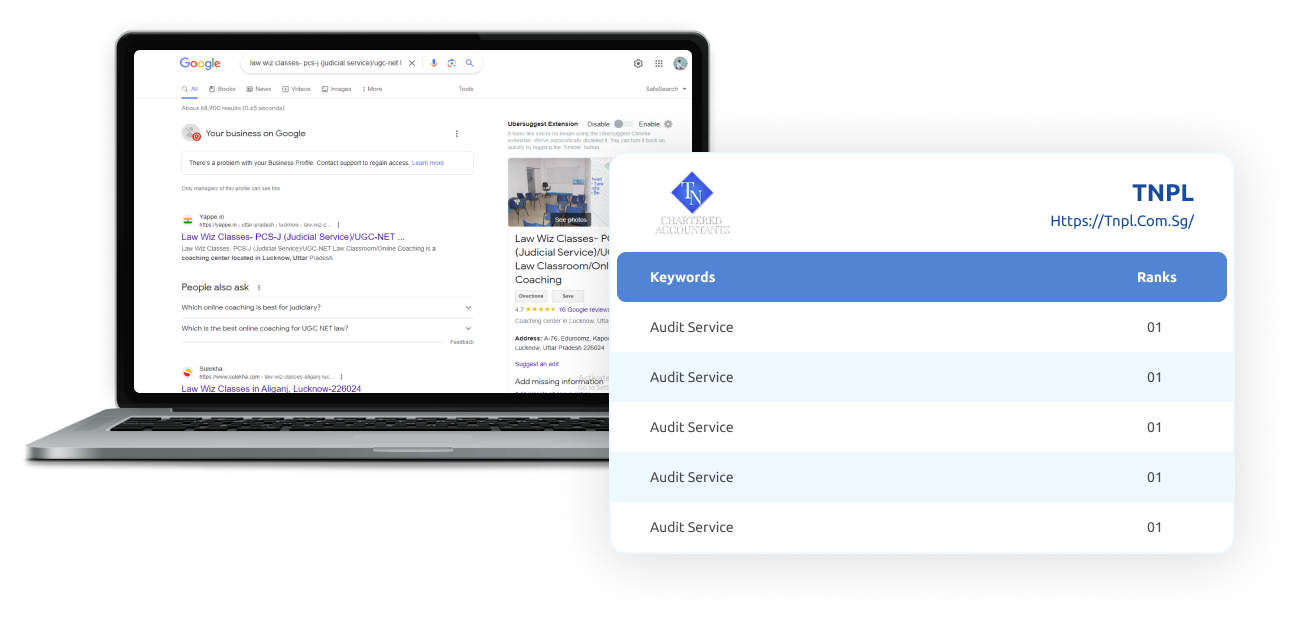 Google
law wiz classes- pcs-j (judicial service)/ugc-net l
All
Books
News
Videos
Images
More
Tools
SafeSearch
About 68,900 results (0.65 seconds)
Your business on Google
There's a problem with your Business Profile. Contact support to regain access. Learn more
Only managers of this profile can see this
Yappe.in
https://yappe.in › uttar-pradesh › lucknow › law-wiz-c...
Law Wiz Classes- PCS-J (Judicial Service)/UGC-NET ...
Law Wiz Classes- PCS-J (Judicial Service)/UGC-NET Law Classroom/Online Coaching is a
coaching center located in Lucknow, Uttar Pradesh.
People also ask
Which online coaching is best for judiciary?
Which is the best online coaching for UGC NET law?
Feedback
Sulekha
https://www.sulekha.com › law-wiz-classes-aliganj-luc...
Law Wiz Classes in Aliganj, Lucknow-226024
Ubersuggest Extension
Disable
Enable
It looks like you're no longer using the Ubersuggest Chrome
extension. We've automatically disabled it. You can turn it back on
quickly by toggling the "Enable" button
See photos
Law Wiz Classes- P
(Judicial Service)/U
Law Classroom/Onl
Coaching
Directions
Save
4.7
16 Google reviews
Coaching center in Lucknow, Utta
Address: A-76, Eduroomz, Kapoo
Lucknow, Uttar Pradesh 226024
Suggest an edit
Add missing information
Activate
Go to Sett
TN
CHARTERED
ACCOUNTANTS
TNPL
Https://Tnpl.Com.Sg/
Keywords Ranks
Audit Service 01
Audit Service 01
Audit Service 01
Audit Service 01
Audit Service 01